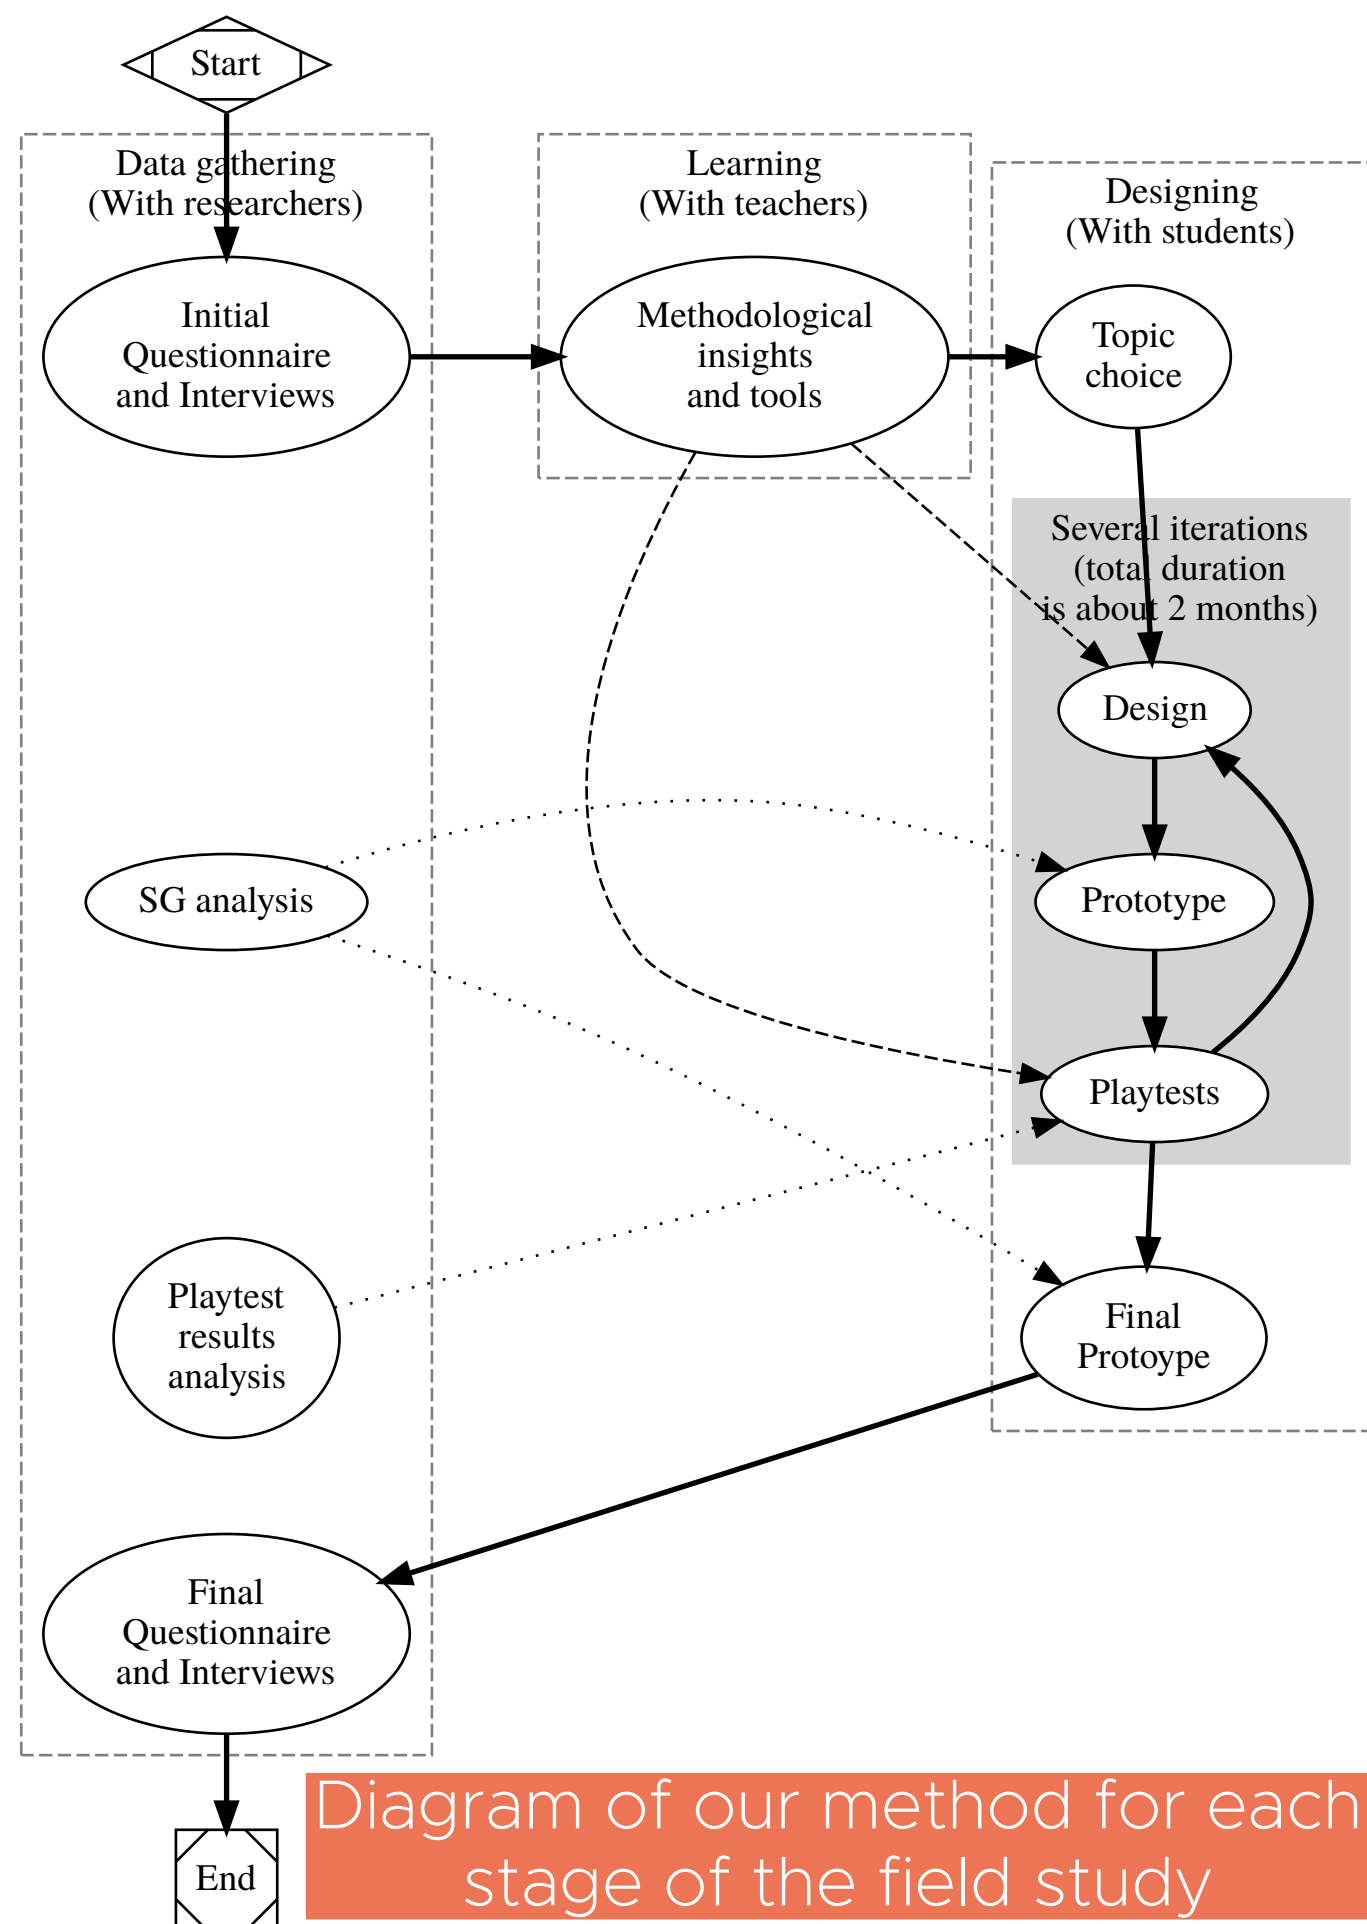 Start
Data gathering
(With researchers)
Learning
(With teachers)
Designing
(With students)
Initial
Questionnaire
and Interviews
Methodological
insights
and tools
Topic
choice
Several iterations
(total duration
is about 2 months)
Design
SG analysis
Prototype
Playtests
Playtest
results
analysis
Final
Protoype
Final
Questionnaire
and Interviews
End
Diagram of our method for each
stage of the field study